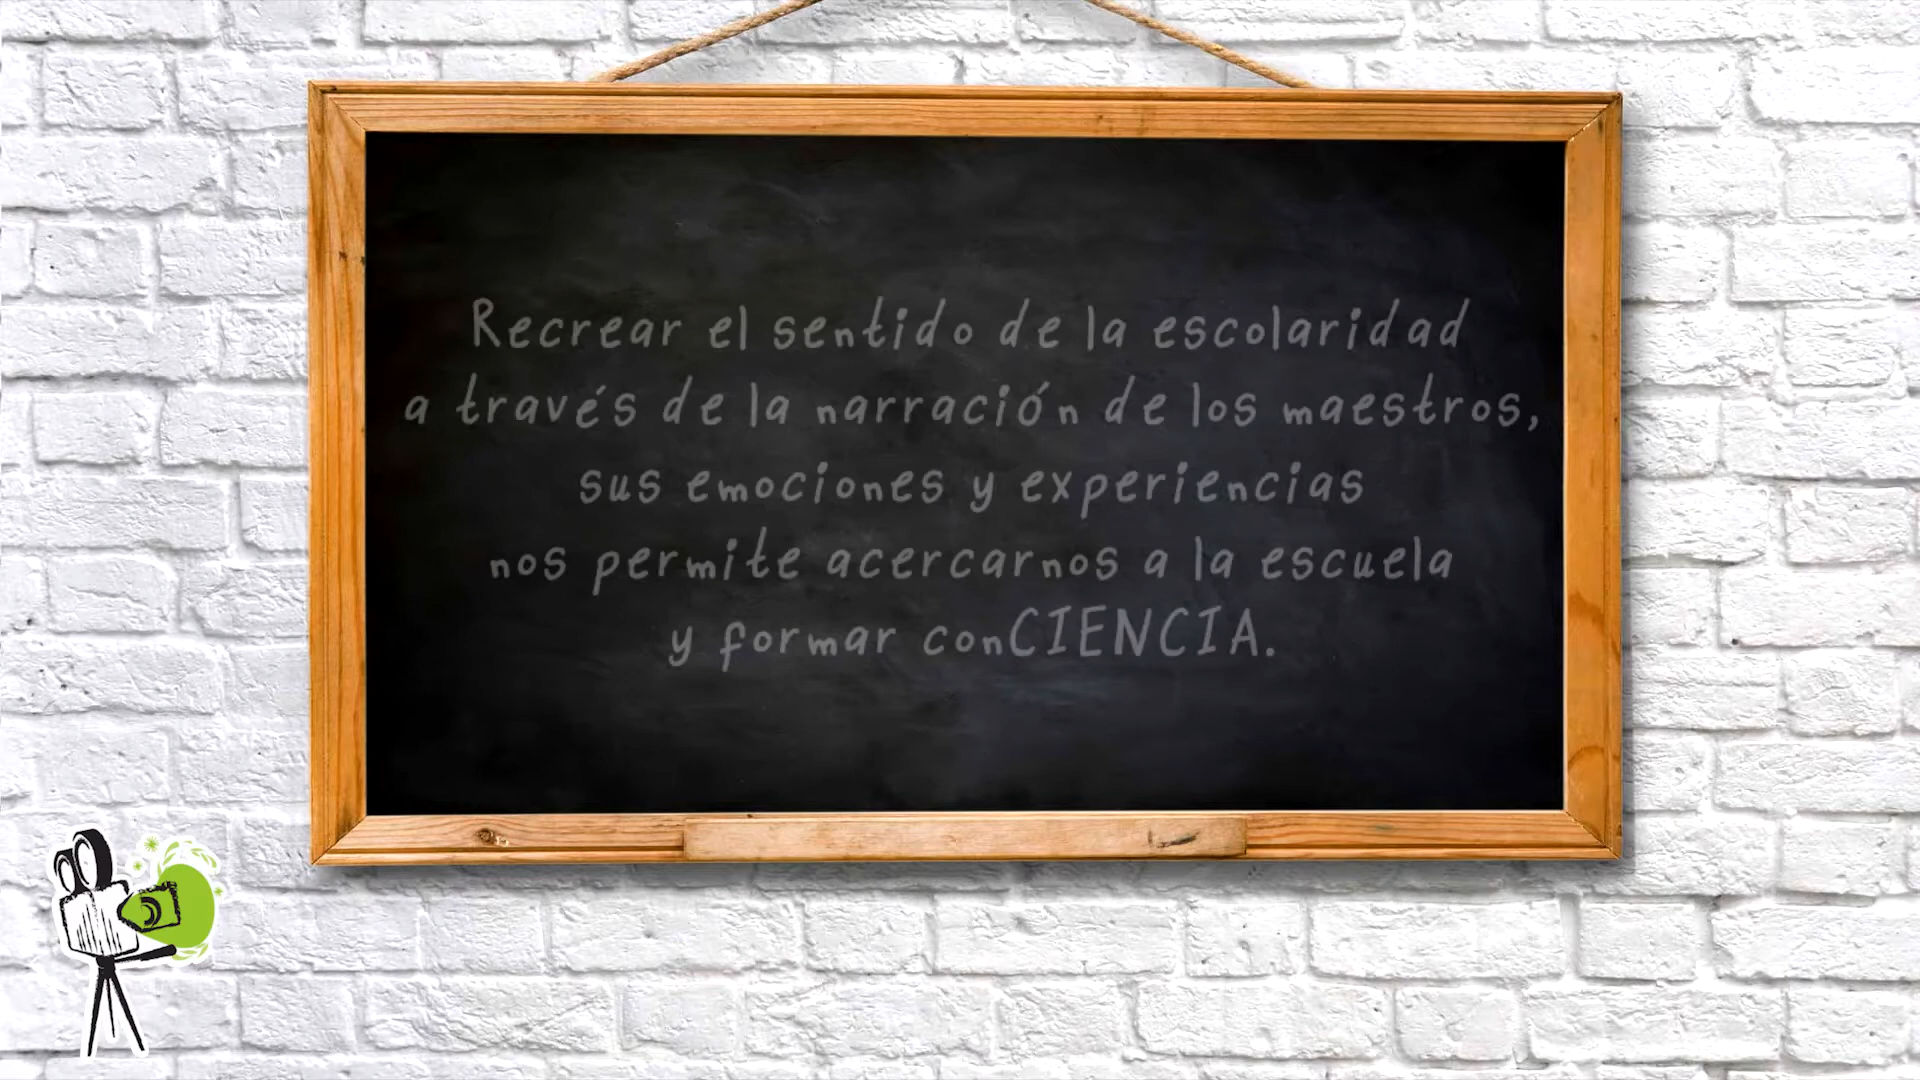 Recrear el sentido de la escolaridad
a través de la narración de los maestros,
sus emociones y experiencias
nos permite acercarnos a la escuela
y formar conCIENCIA.